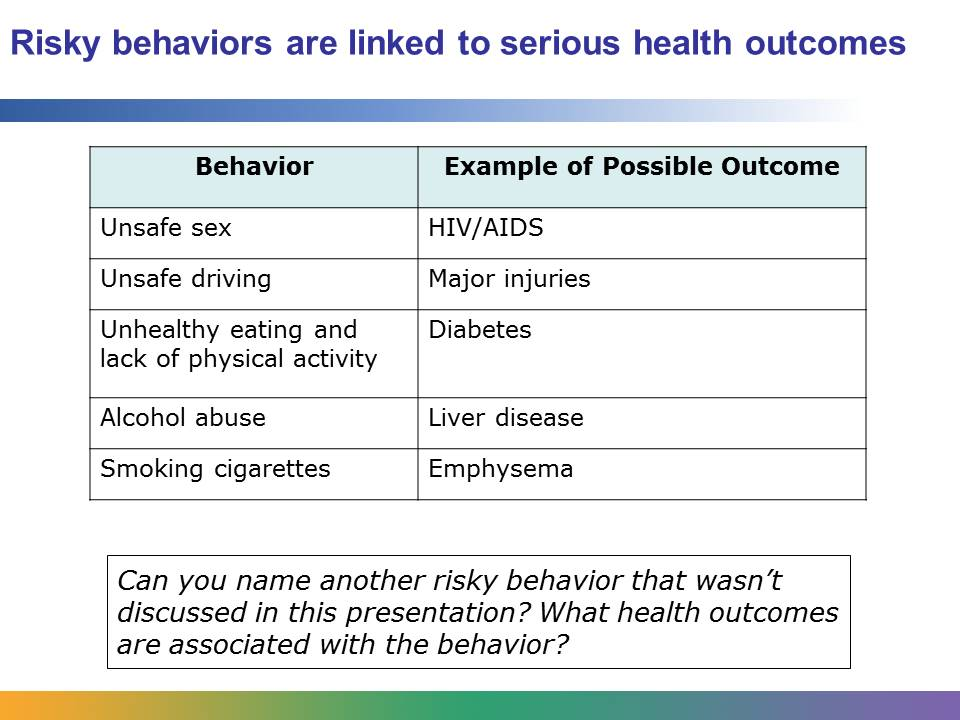 Risky behaviors are linked to serious health outcomes
Behavior
Example of Possible Outcome
Unsafe sex
HIV/AIDS
Unsafe driving
Major injuries
Unhealthy eating and
lack of physical activity
Diabetes
Alcohol abuse
Liver disease
Smoking cigarettes
Emphysema
Can you name another risky behavior that wasn’t
discussed in this presentation? What health outcomes
are associated with the behavior?